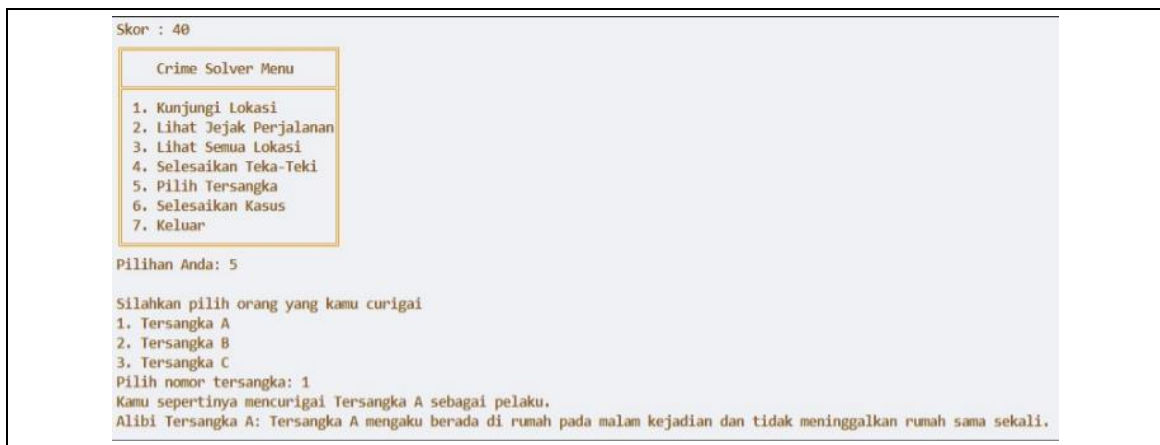 Skor : 40
Crime Solver Menu
1. Kunjungi Lokasi
2. Lihat Jejak Perjalanan
3. Lihat Semua Lokasi
4. Selesaikan Teka-Teki
5. Pilih Tersangka
6. Selesaikan Kasus
7. Keluar
Pilihan Anda: 5
Silahkan pilih orang yang kamu curigai
1. Tersangka A
2. Tersangka B
3. Tersangka C
Pilih nomor tersangka: 1
Kamu sepertinya mencurigai Tersangka A sebagai pelaku.
Alibi Tersangka A: Tersangka A mengaku berada di rumah pada malam kejadian dan tidak meninggalkan rumah sama sekali.